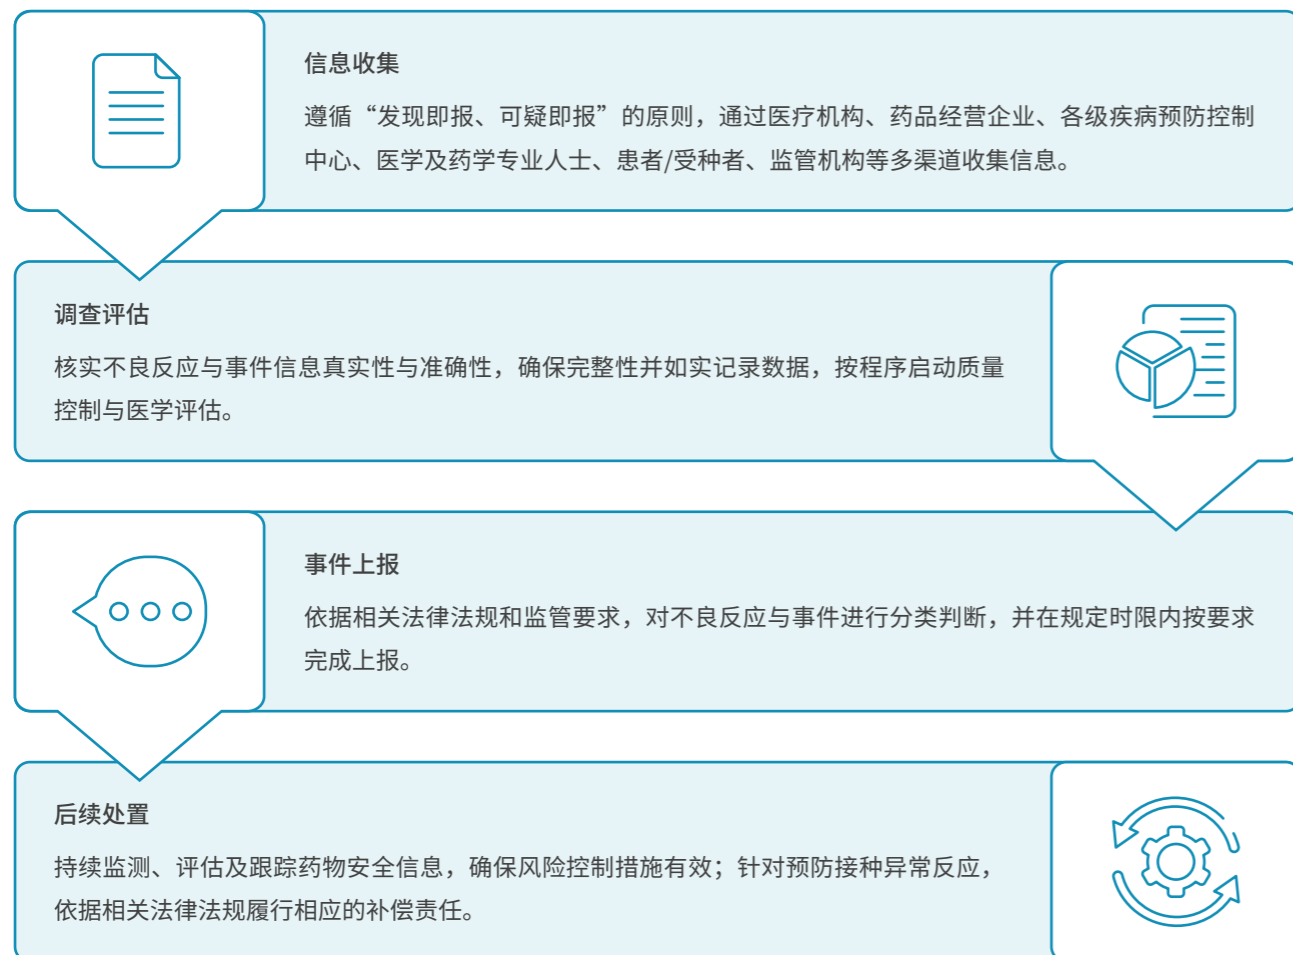 信息收集
遵循“发现即报、可疑即报”的原则，通过医疗机构、药品经营企业、各级疾病预防控制
中心、医学及药学专业人士、患者/受种者、监管机构等多渠道收集信息。
调查评估
核实不良反应与事件信息真实性与准确性，确保完整性并如实记录数据，按程序启动质量
控制与医学评估。
事件上报
依据相关法律法规和监管要求，对不良反应与事件进行分类判断，并在规定时限内按要求
完成上报。
后续处置
持续监测、评估及跟踪药物安全信息，确保风险控制措施有效；针对预防接种异常反应，
依据相关法律法规履行相应的补偿责任。